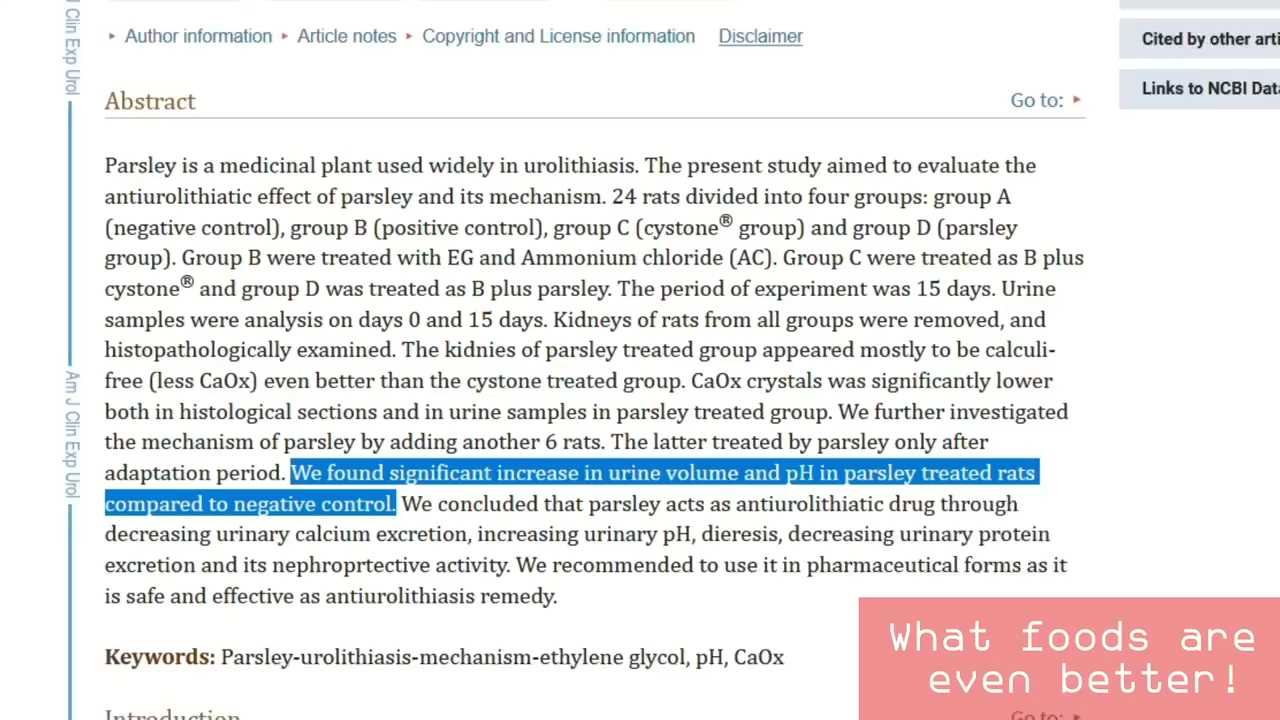 J Clin Exp Urol
▸ Author information ▸ Article notes ▸ Copyright and License information Disclaimer
Cited by other arti
Links to NCBI Data
Abstract Go to: ▸
Parsley is a medicinal plant used widely in urolithiasis. The present study aimed to evaluate the
antiurolithiatic effect of parsley and its mechanism. 24 rats divided into four groups: group A
(negative control), group B (positive control), group C (cystone® group) and group D (parsley
group). Group B were treated with EG and Ammonium chloride (AC). Group C were treated as B plus
cystone® and group D was treated as B plus parsley. The period of experiment was 15 days. Urine
samples were analysis on days 0 and 15 days. Kidneys of rats from all groups were removed, and
histopathologically examined. The kidnies of parsley treated group appeared mostly to be calculi-
free (less CaOx) even better than the cystone treated group. CaOx crystals was significantly lower
both in histological sections and in urine samples in parsley treated group. We further investigated
the mechanism of parsley by adding another 6 rats. The latter treated by parsley only after
adaptation period. We found significant increase in urine volume and pH in parsley treated rats
compared to negative control. We concluded that parsley acts as antiurolithiatic drug through
decreasing urinary calcium excretion, increasing urinary pH, dieresis, decreasing urinary protein
excretion and its nephroprtective activity. We recommended to use it in pharmaceutical forms as it
is safe and effective as antiurolithiasis remedy.
Am J Clin Exp Urol
Keywords: Parsley-urolithiasis-mechanism-ethylene glycol, pH, CaOx
What foods are
even better!
Introduction Go to: ▸